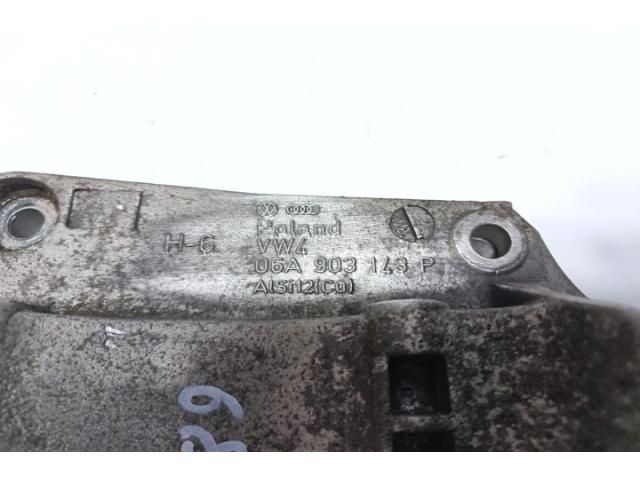 Poland
H-6 VW4
06A 903 143 P
AlSi12(Cu)